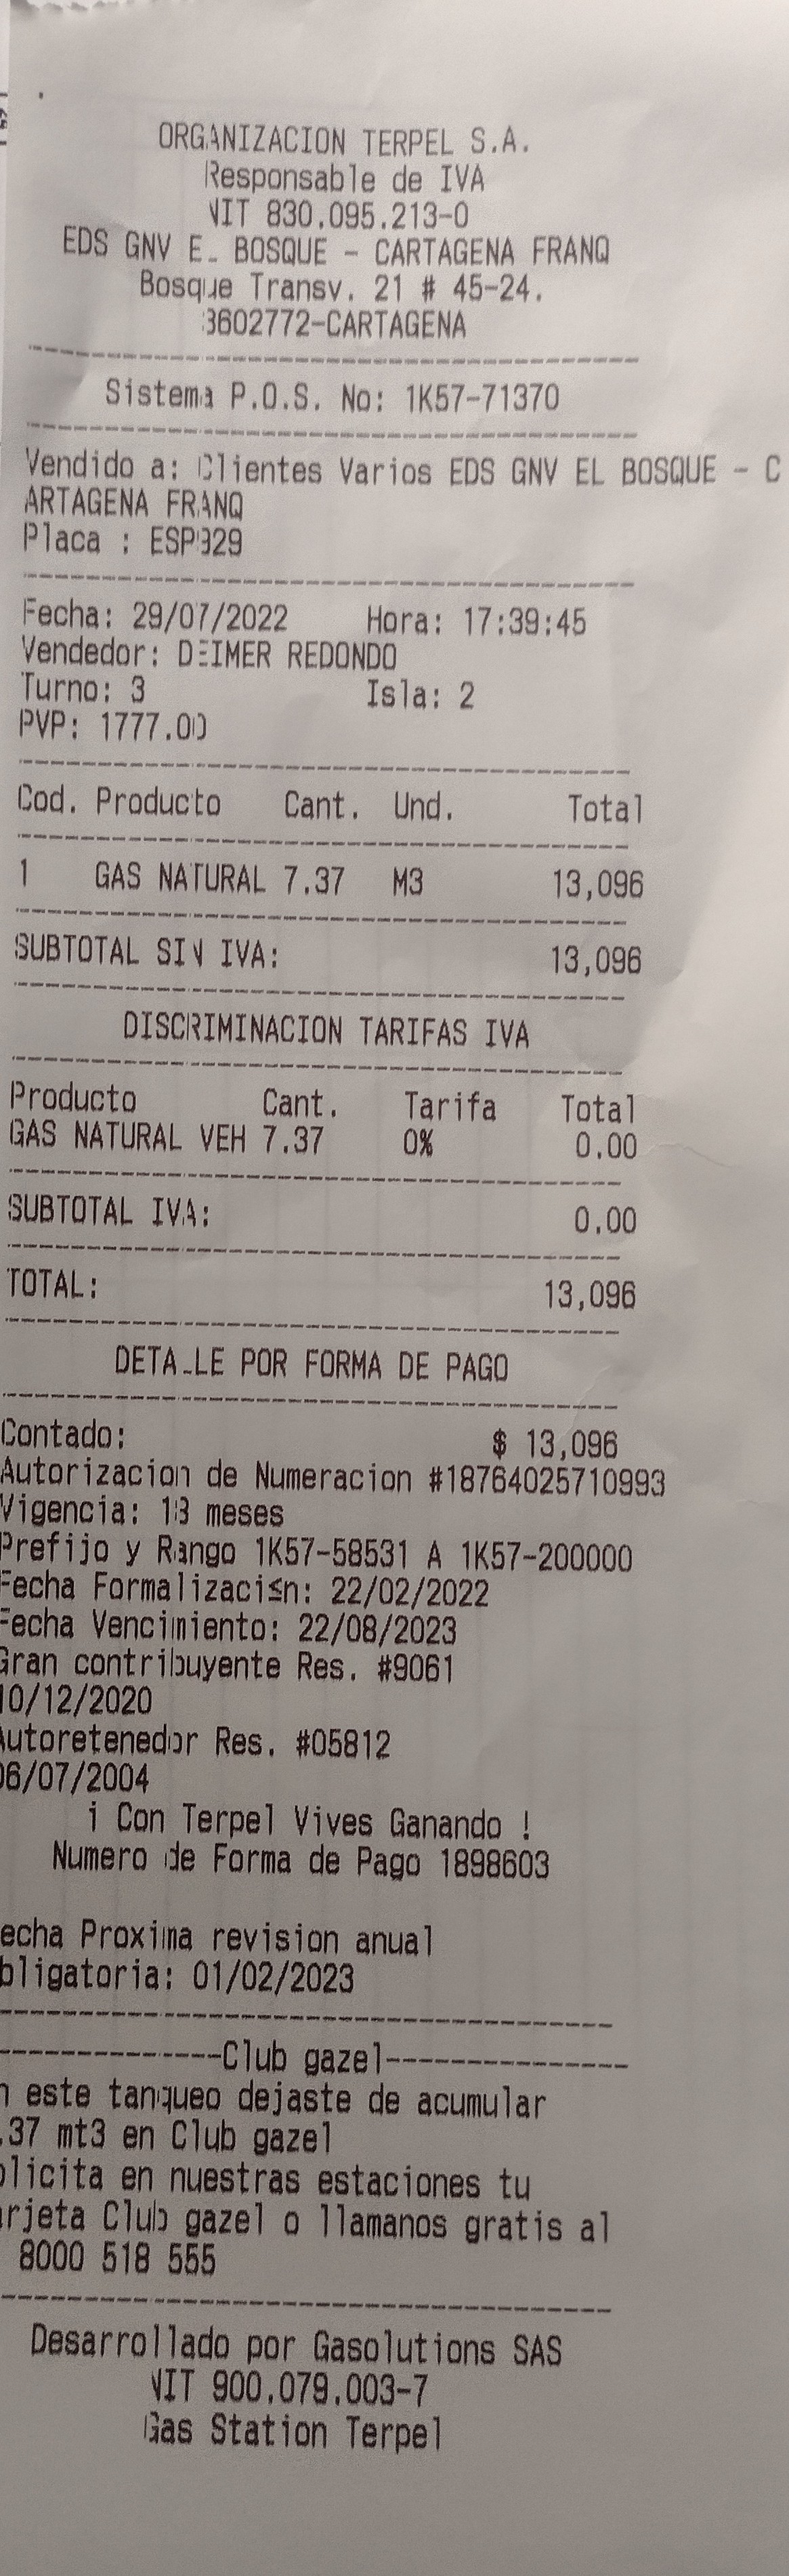 ORGANIZACION TERPEL S.A.
Responsable de IVA
NIT 830.095.213-0
EDS GNV EL BOSQUE - CARTAGENA FRANQ
Bosque Transv. 21 # 45-24.
3602772-CARTAGENA
Sistema P.O.S. No: 1K57-71370
Vendido a: Clientes Varios EDS GNV EL BOSQUE - C
ARTAGENA FRANQ
Placa : ESP929
Fecha: 29/07/2022 Hora: 17:39:45
Vendedor: DEIMER REDONDO
Turno: 3 Isla: 2
PVP: 1777.00
Cod. Producto Cant. Und. Total
1 GAS NATURAL 7.37 M3 13,096
SUBTOTAL SIN IVA: 13,096
DISCRIMINACION TARIFAS IVA
Producto Cant. Tarifa Total
GAS NATURAL VEH 7.37 0% 0.00
SUBTOTAL IVA: 0.00
TOTAL: 13,096
DETALLE POR FORMA DE PAGO
Contado: $ 13,096
Autorizacion de Numeracion #18764025710993
Vigencia: 18 meses
Prefijo y Rango 1K57-58531 A 1K57-200000
Fecha Formalizaci≤n: 22/02/2022
Fecha Vencimiento: 22/08/2023
Gran contribuyente Res. #9061
10/12/2020
Autoretenedor Res. #05812
06/07/2004
¡ Con Terpel Vives Ganando !
Numero de Forma de Pago 1898603
echa Proxima revision anual
bligatoria: 01/02/2023
--------------Club gazel---------------
n este tanqueo dejaste de acumular
.37 mt3 en Club gazel
olicita en nuestras estaciones tu
arjeta Club gazel o llamanos gratis al
8000 518 555
Desarrollado por Gasolutions SAS
NIT 900.079.003-7
Gas Station Terpel